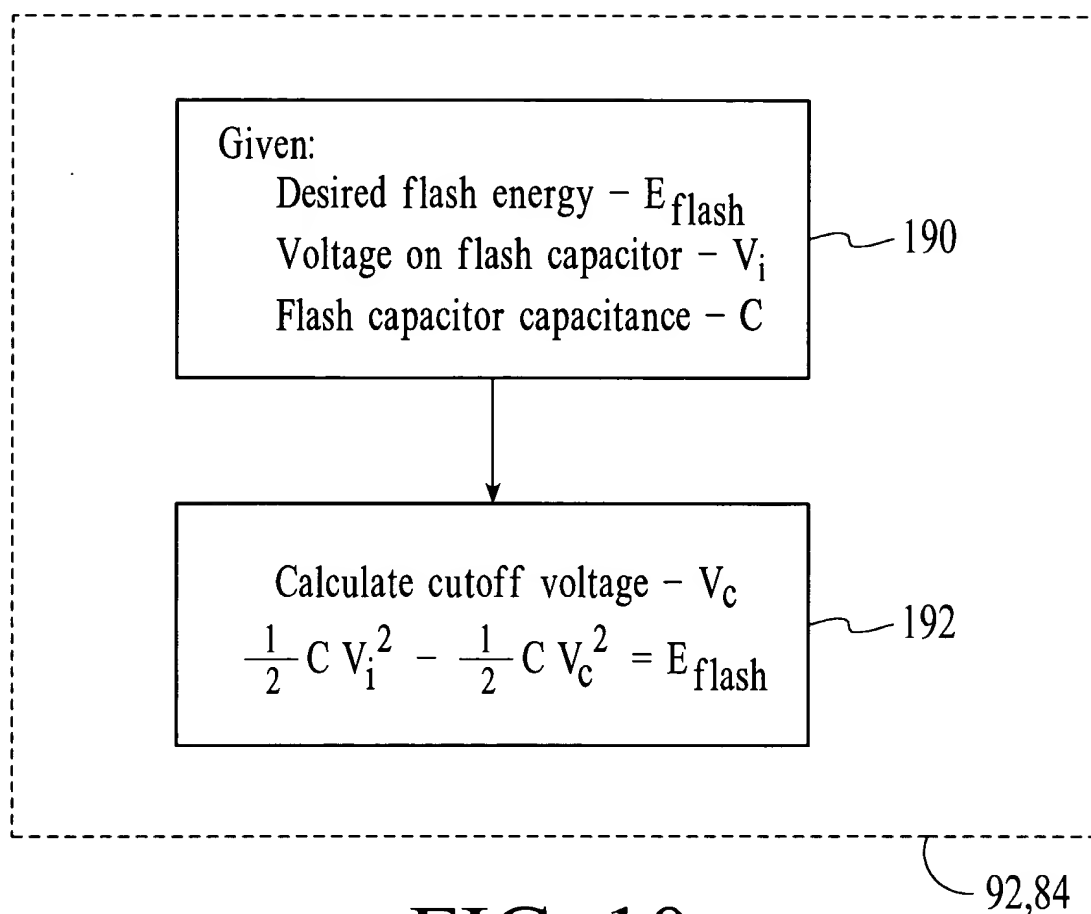 Given:
Desired flash energy – E_flash
Voltage on flash capacitor – V_i
Flash capacitor capacitance – C
190
Calculate cutoff voltage – V_c
1/2 C V_i^2 – 1/2 C V_c^2 = E_flash
192
92,84